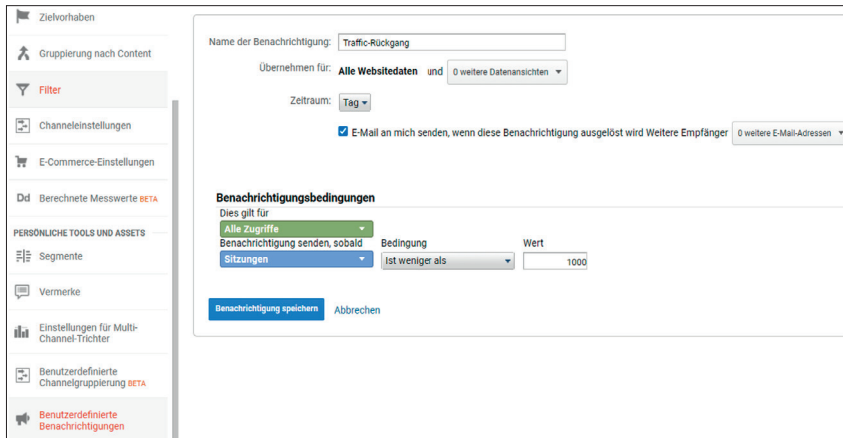 Zielvorhaben
Gruppierung nach Content
Filter
Channeleinstellungen
E-Commerce-Einstellungen
Dd Berechnete Messwerte BETA
PERSÖNLICHE TOOLS UND ASSETS
Segmente
Vermerke
Einstellungen für Multi-
Channel-Trichter
Benutzerdefinierte
Channelgruppierung BETA
Benutzerdefinierte
Benachrichtigungen
Name der Benachrichtigung: Traffic-Rückgang
Übernehmen für: Alle Websitedaten und 0 weitere Datenansichten
Zeitraum: Tag
E-Mail an mich senden, wenn diese Benachrichtigung ausgelöst wird Weitere Empfänger 0 weitere E-Mail-Adressen
Benachrichtigungsbedingungen
Dies gilt für
Alle Zugriffe
Benachrichtigung senden, sobald Bedingung Wert
Sitzungen Ist weniger als 1000
Benachrichtigung speichern Abbrechen